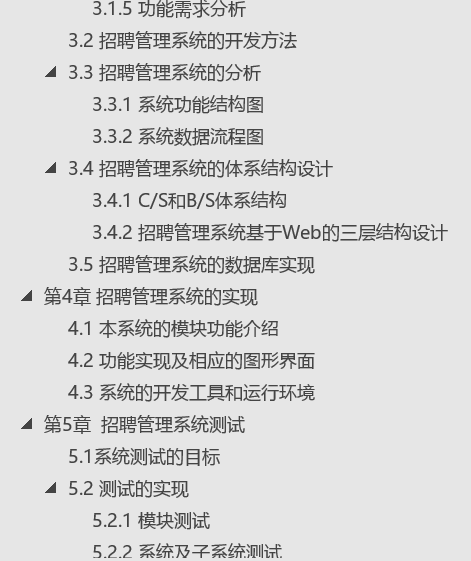 3.1.5 功能需求分析
3.2 招聘管理系统的开发方法
3.3 招聘管理系统的分析
3.3.1 系统功能结构图
3.3.2 系统数据流程图
3.4 招聘管理系统的体系结构设计
3.4.1 C/S和B/S体系结构
3.4.2 招聘管理系统基于Web的三层结构设计
3.5 招聘管理系统的数据库实现
第4章 招聘管理系统的实现
4.1 本系统的模块功能介绍
4.2 功能实现及相应的图形界面
4.3 系统的开发工具和运行环境
第5章 招聘管理系统测试
5.1系统测试的目标
5.2 测试的实现
5.2.1 模块测试
5.2.2 系统及子系统测试